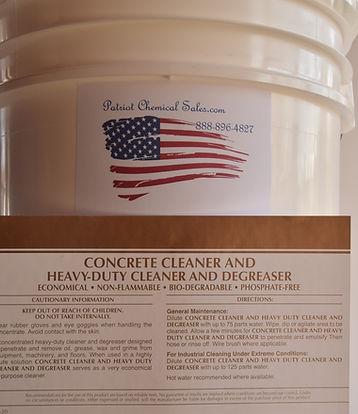 Patriot Chemical Sales.com
888-896-4827
CONCRETE CLEANER AND
HEAVY-DUTY CLEANER AND DEGREASER
ECONOMICAL • NON-FLAMMABLE • BIO-DEGRADABLE • PHOSPHATE-FREE
CAUTIONARY INFORMATION
KEEP OUT OF REACH OF CHILDREN.
DO NOT TAKE INTERNALLY.
ear rubber gloves and eye goggles when handling the
ncentrate. Avoid contact with the skin.
concentrated heavy-duty cleaner and degreaser designed
penetrate and remove oil, grease, wax and grime from
uipment, machinery, and floors. When used in a highly
ute solution CONCRETE CLEANER AND HEAVY DUTY
EANER AND DEGREASER serves as a very economical
-purpose cleaner.
DIRECTIONS:
General Maintenance:
Dilute CONCRETE CLEANER AND HEAVY DUTY CLEANER AND
DEGREASER with up to 75 parts water. Wipe, dip or agitate area to be
cleaned. Allow a few minutes for CONCRETE CLEANER AND HEAVY
DUTY CLEANER AND DEGREASER to penetrate and emulsify Then
hose or rinse off. Wire brush where applicable.
For Industrial Cleaning Under Extreme Conditions:
Dilute CONCRETE CLEANER AND HEAVY DUTY CLEANER AND
DEGREASER with up to 125 parts water.
Hot water recommended where available.